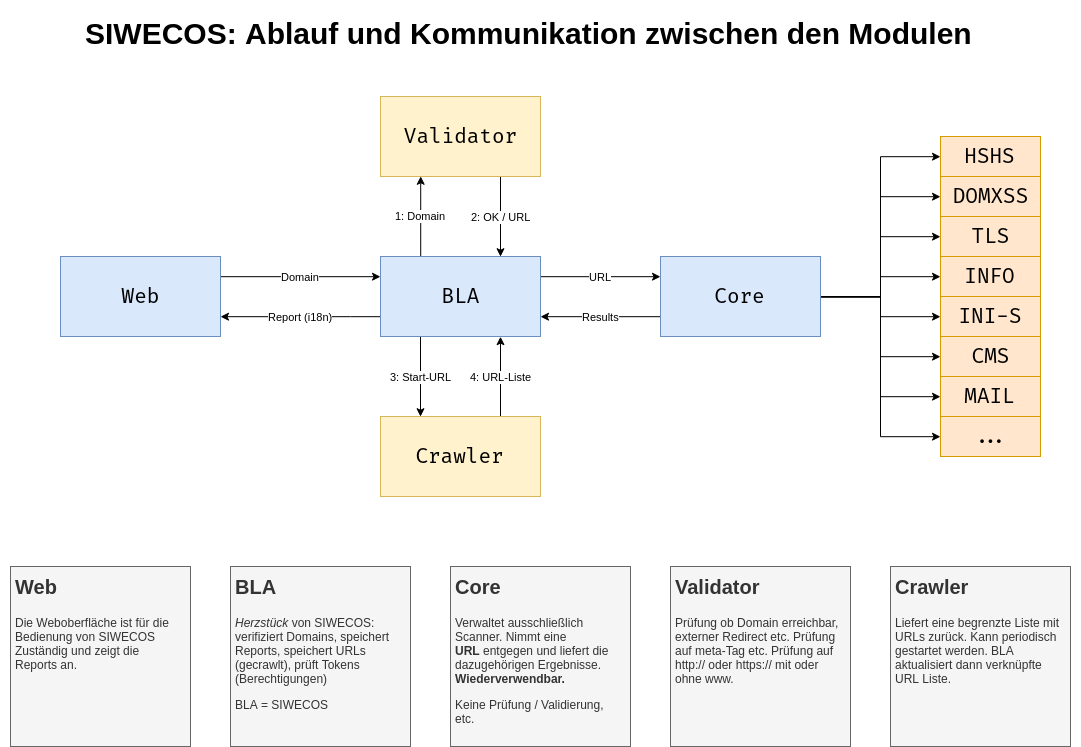 SIWECOS: Ablauf und Kommunikation zwischen den Modulen
Validator
1: Domain
2: OK / URL
Web
Domain
Report (i18n)
BLA
URL
Results
Core
3: Start-URL
4: URL-Liste
Crawler
HSHS
DOMXSS
TLS
INFO
INI-S
CMS
MAIL
...
Web
Die Weboberfläche ist für die
Bedienung von SIWECOS
Zuständig und zeigt die
Reports an.
BLA
Herzstück von SIWECOS:
verifiziert Domains, speichert
Reports, speichert URLs
(gecrawlt), prüft Tokens
(Berechtigungen)
BLA = SIWECOS
Core
Verwaltet ausschließlich
Scanner. Nimmt eine
URL entgegen und liefert die
dazugehörigen Ergebnisse.
Wiederverwendbar.
Keine Prüfung / Validierung,
etc.
Validator
Prüfung ob Domain erreichbar,
externer Redirect etc. Prüfung
auf meta-Tag etc. Prüfung auf
http:// oder https:// mit oder
ohne www.
Crawler
Liefert eine begrenzte Liste mit
URLs zurück. Kann periodisch
gestartet werden. BLA
aktualisiert dann verknüpfte
URL Liste.